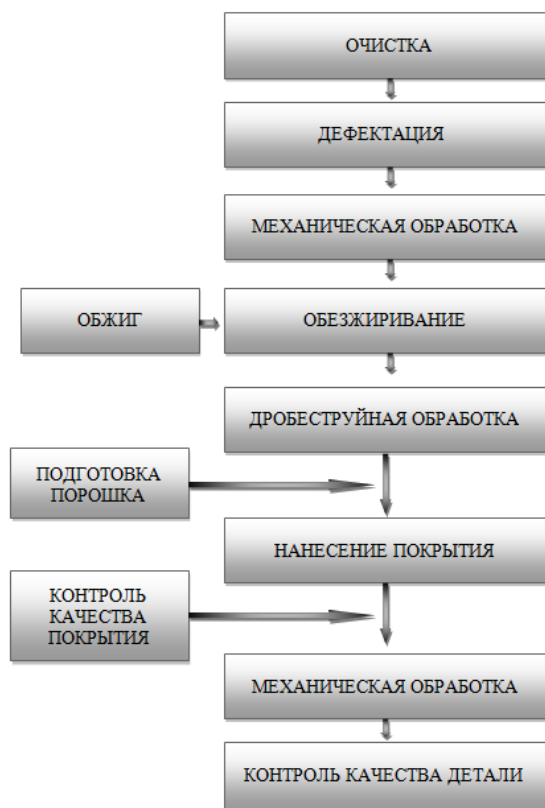 ОЧИСТКА
ДЕФЕКТАЦИЯ
МЕХАНИЧЕСКАЯ ОБРАБОТКА
ОБЖИГ
ОБЕЗЖИРИВАНИЕ
ДРОБЕСТРУЙНАЯ ОБРАБОТКА
ПОДГОТОВКА
ПОРОШКА
НАНЕСЕНИЕ ПОКРЫТИЯ
КОНТРОЛЬ
КАЧЕСТВА
ПОКРЫТИЯ
МЕХАНИЧЕСКАЯ ОБРАБОТКА
КОНТРОЛЬ КАЧЕСТВА ДЕТАЛИ